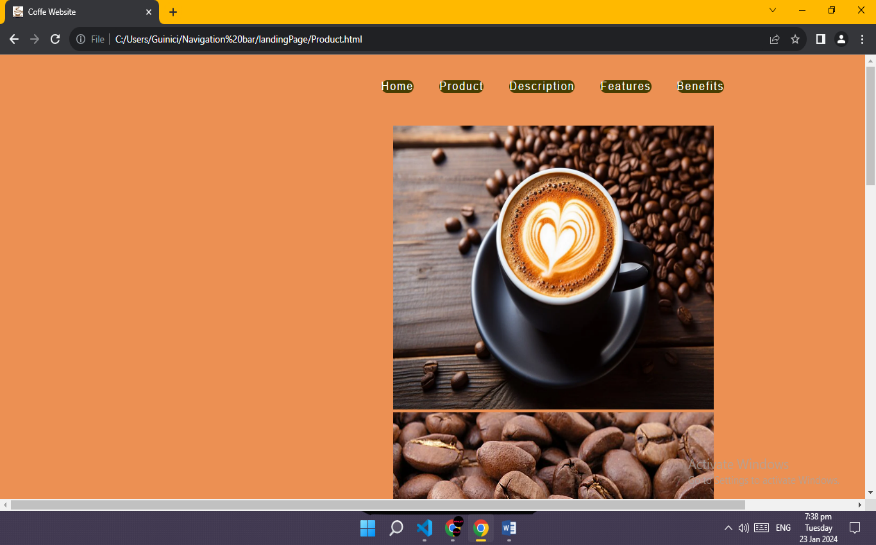 Coffe Website
File C:/Users/Guinici/Navigation%20bar/landingPage/Product.html
Home Product Description Features Benefits
ENG
7:38 pm
Tuesday
23 Jan 2024